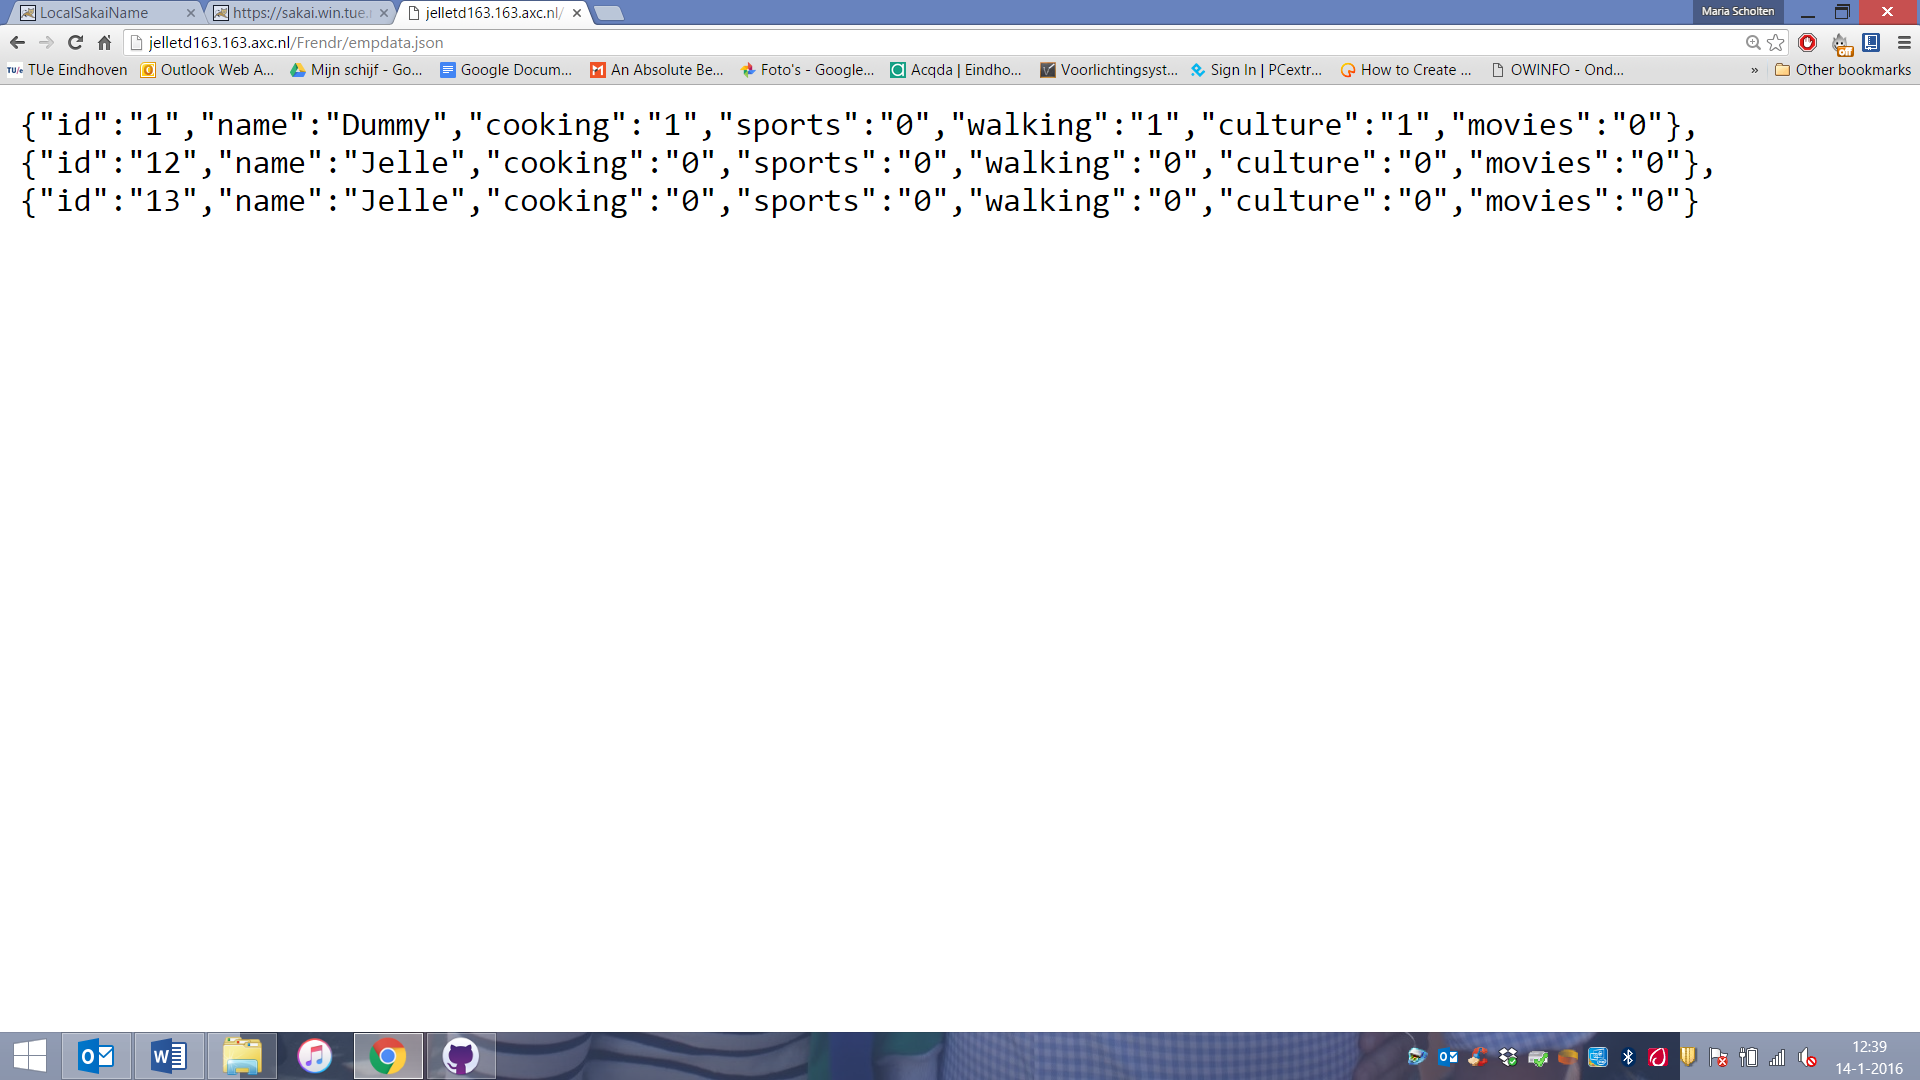 LocalSakaiName
https://sakai.win.tue.
jelletd163.163.axc.nl/
Maria Scholten
jelletd163.163.axc.nl/Frendr/empdata.json
off
TU/e TUe Eindhoven
Outlook Web A...
Mijn schijf - Go...
Google Docum...
An Absolute Be...
Foto's - Google...
Acqda | Eindho...
Voorlichtingsyst...
Sign In | PCextr...
How to Create ...
OWINFO - Ond...
»
Other bookmarks
{"id":"1","name":"Dummy","cooking":"1","sports":"0","walking":"1","culture":"1","movies":"0"},
{"id":"12","name":"Jelle","cooking":"0","sports":"0","walking":"0","culture":"0","movies":"0"},
{"id":"13","name":"Jelle","cooking":"0","sports":"0","walking":"0","culture":"0","movies":"0"}
12:39
14-1-2016